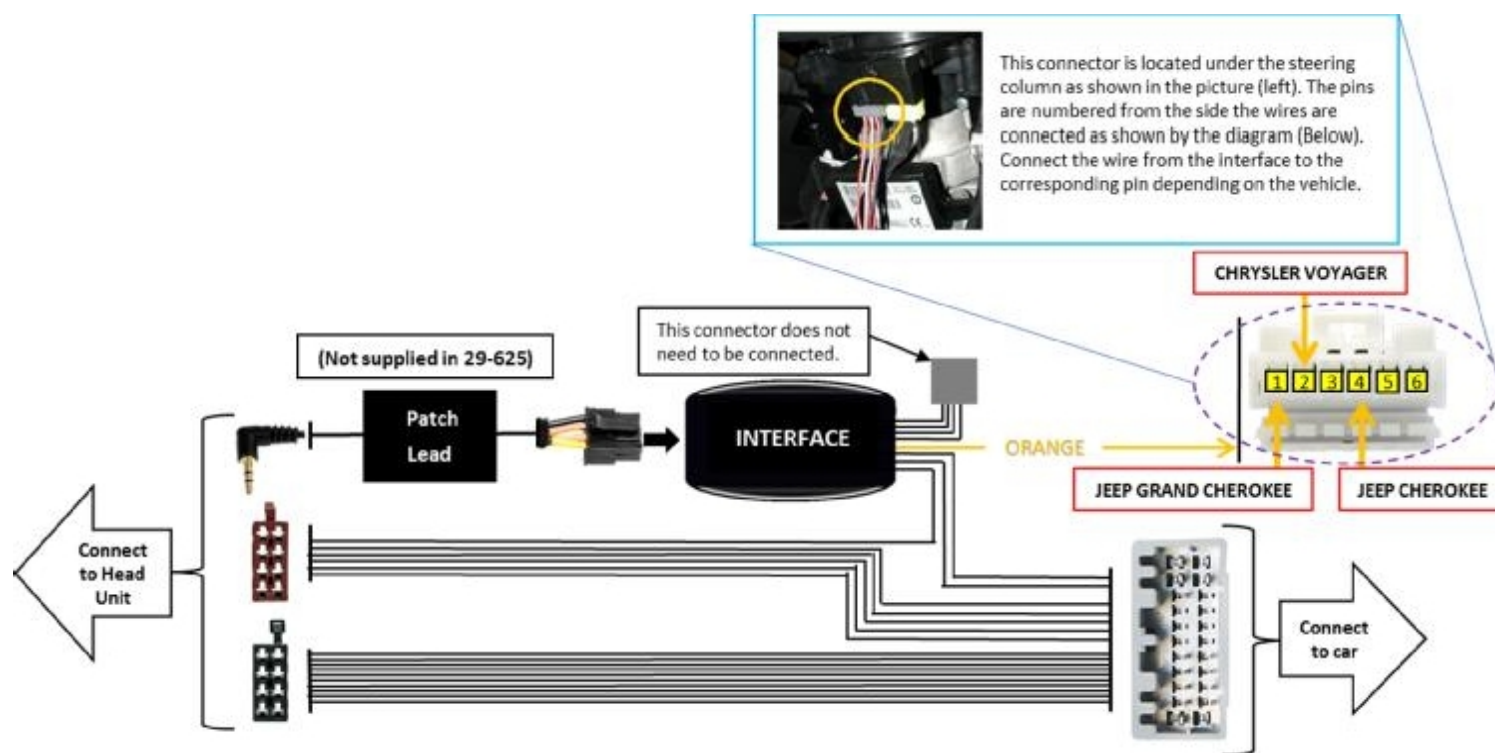 This connector is located under the steering
column as shown in the picture (left). The pins
are numbered from the side the wires are
connected as shown by the diagram (Below).
Connect the wire from the interface to the
corresponding pin depending on the vehicle.
CHRYSLER VOYAGER
This connector does not
need to be connected.
(Not supplied in 29-625)
1 2 3 4 5 6
Patch
Lead
INTERFACE
ORANGE
JEEP GRAND CHEROKEE
JEEP CHEROKEE
Connect
to Head
Unit
Connect
to car